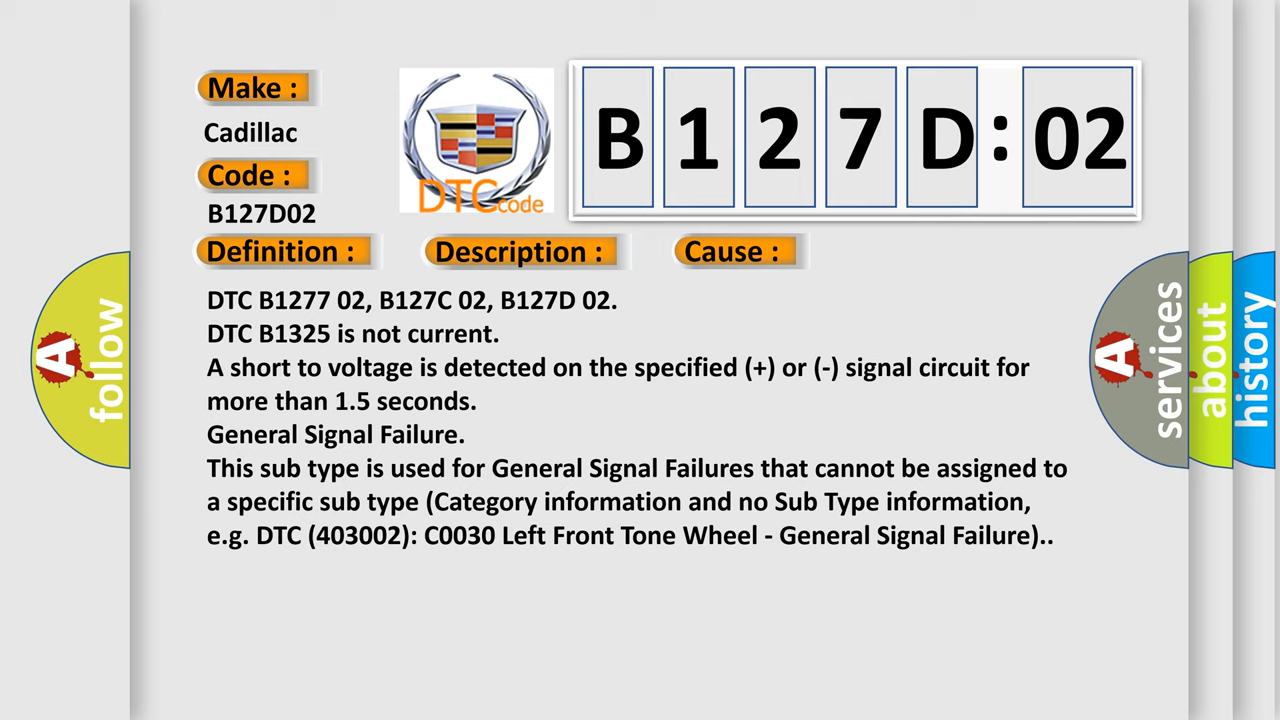 Make :
Cadillac
Code :
B127D02
DTC code
B 1 2 7 D : 02
Definition :
Description :
Cause :
DTC B1277 02, B127C 02, B127D 02.
DTC B1325 is not current.
A short to voltage is detected on the specified (+) or (-) signal circuit for
more than 1.5 seconds.
General Signal Failure.
This sub type is used for General Signal Failures that cannot be assigned to
a specific sub type (Category information and no Sub Type information,
e.g. DTC (403002): C0030 Left Front Tone Wheel - General Signal Failure)..
A follow
A services
about
history